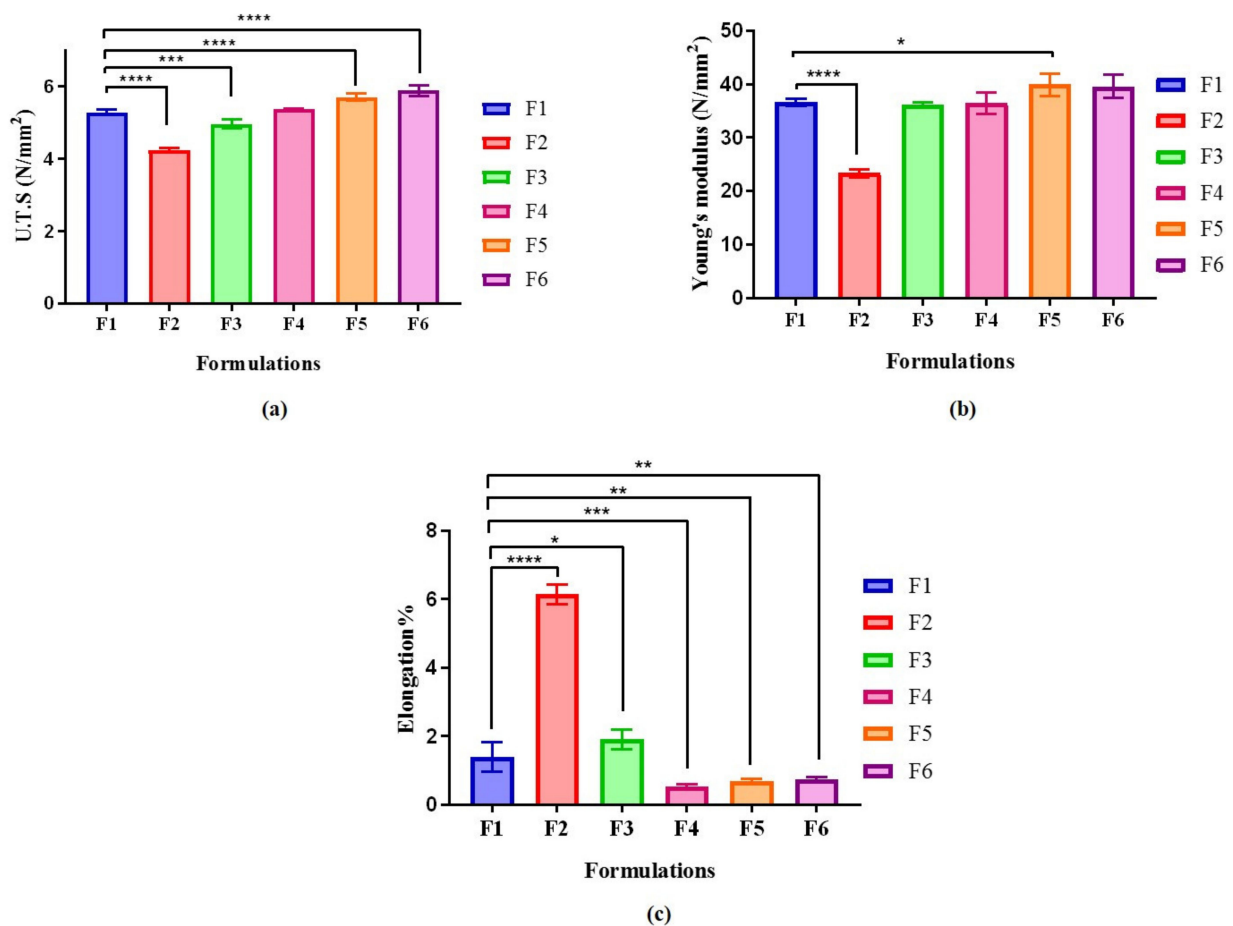 ****
****
***
****
U.T.S (N/mm²)
6
4
2
0
F1 F2 F3 F4 F5 F6
Formulations
F1
F2
F3
F4
F5
F6
(a)
*
****
Young's modulus (N/mm²)
50
40
30
20
10
0
F1 F2 F3 F4 F5 F6
Formulations
F1
F2
F3
F4
F5
F6
(b)
**
**
***
*
****
Elongation%
8
6
4
2
0
F1 F2 F3 F4 F5 F6
Formulations
F1
F2
F3
F4
F5
F6
(c)